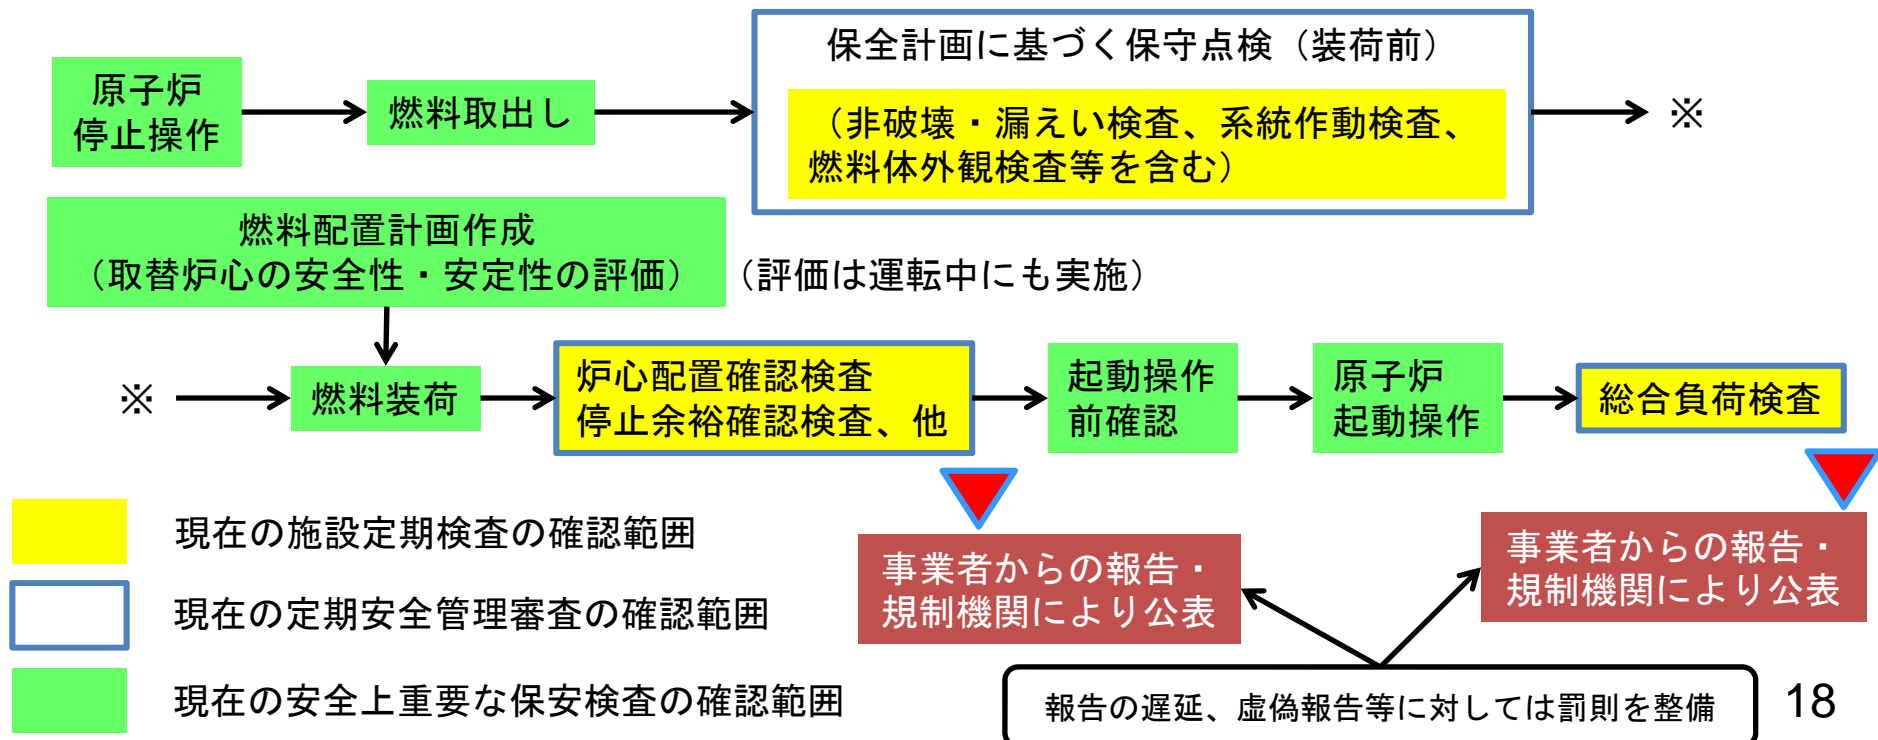 原子炉
停止操作
燃料取出し
保全計画に基づく保守点検（装荷前）
（非破壊・漏えい検査、系統作動検査、
燃料体外観検査等を含む）
※
燃料配置計画作成
（取替炉心の安全性・安定性の評価）
（評価は運転中にも実施）
※
燃料装荷
炉心配置確認検査
停止余裕確認検査、他
起動操作
前確認
原子炉
起動操作
総合負荷検査
現在の施設定期検査の確認範囲
現在の定期安全管理審査の確認範囲
現在の安全上重要な保安検査の確認範囲
事業者からの報告・
規制機関により公表
事業者からの報告・
規制機関により公表
報告の遅延、虚偽報告等に対しては罰則を整備
18